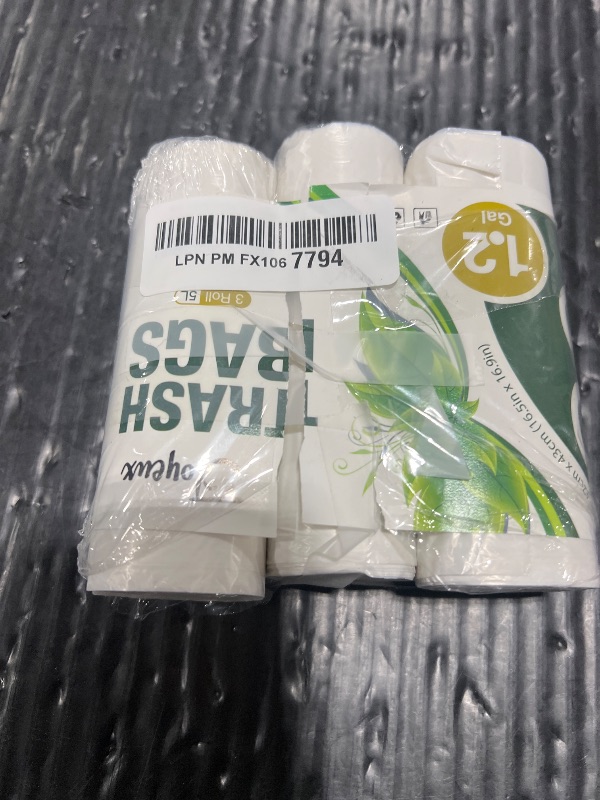 LPN PM FX106 7794
TRASH
BAGS
3 Roll 5L
1.2
Gal
(16.5in x 16.9in)